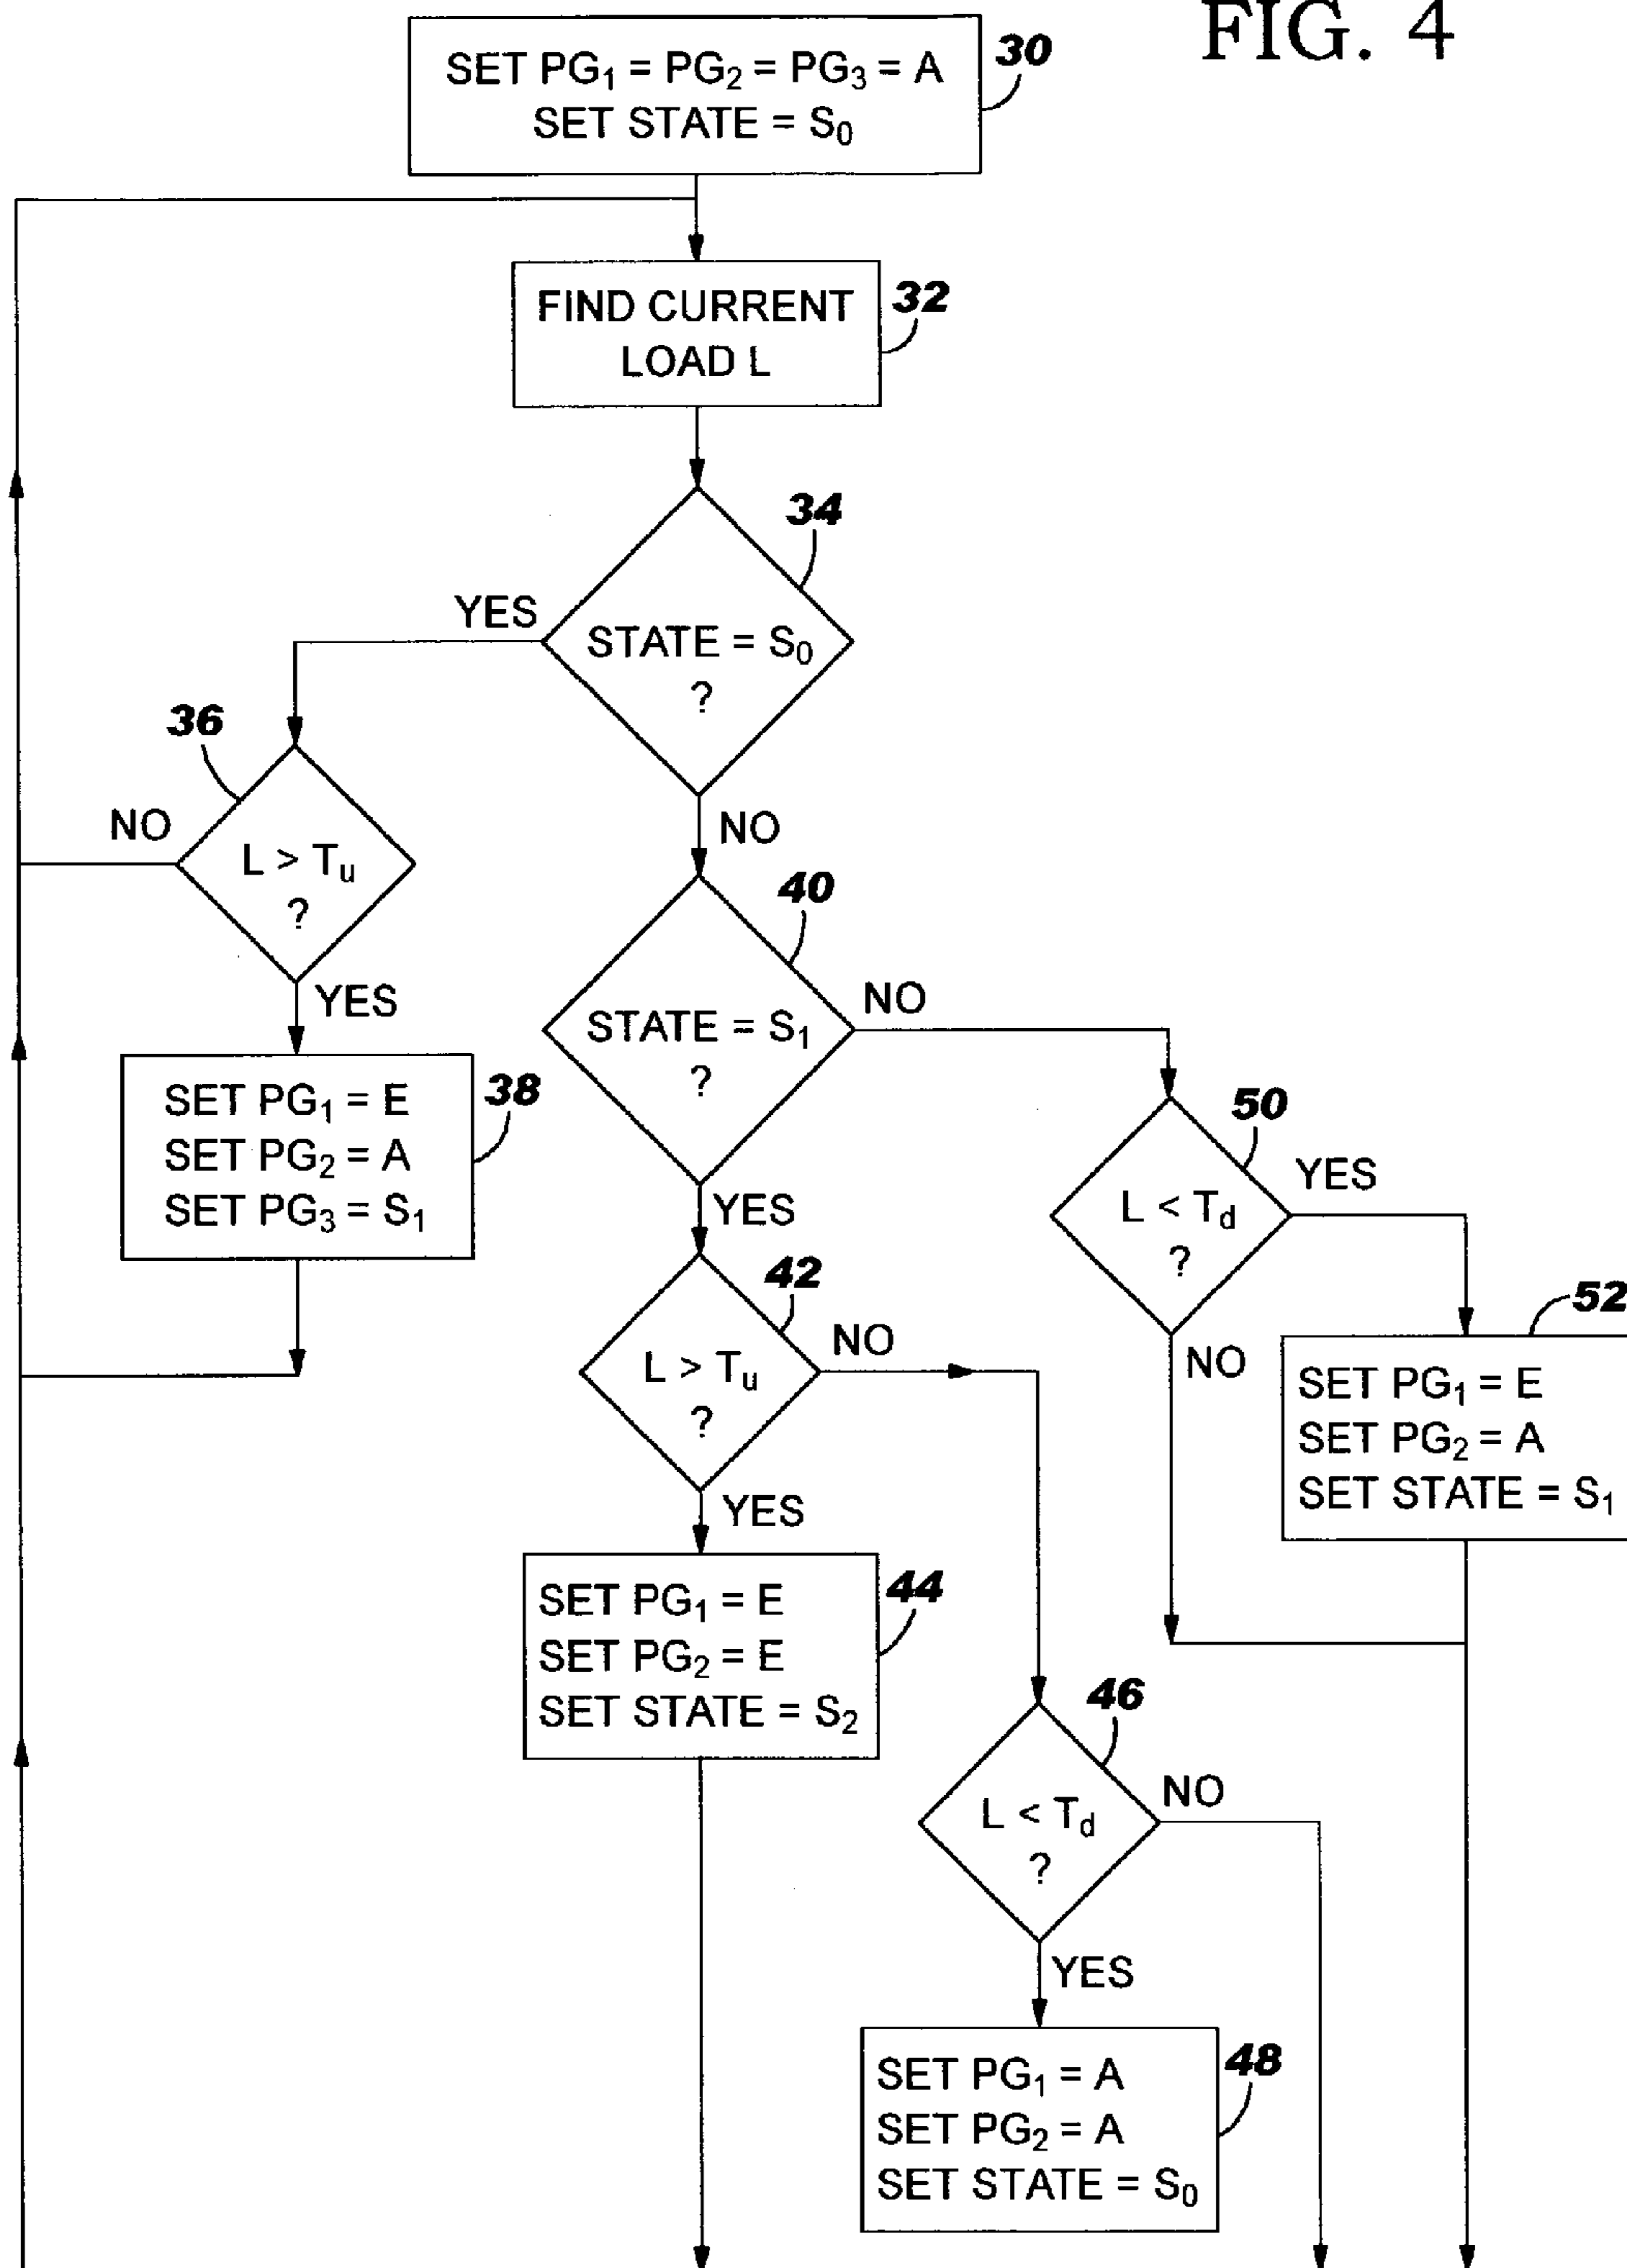 FIG. 4
SET PG₁ = PG₂ = PG₃ = A
SET STATE = S₀
30
FIND CURRENT
LOAD L
32
34
STATE = S₀
?
YES
NO
36
L > Tᵤ
?
NO
YES
38
SET PG₁ = E
SET PG₂ = A
SET PG₃ = S₁
40
STATE = S₁
?
NO
YES
42
L > Tᵤ
?
NO
YES
50
L < T_d
?
YES
NO
52
SET PG₁ = E
SET PG₂ = A
SET STATE = S₁
44
SET PG₁ = E
SET PG₂ = E
SET STATE = S₂
46
L < T_d
?
NO
YES
48
SET PG₁ = A
SET PG₂ = A
SET STATE = S₀